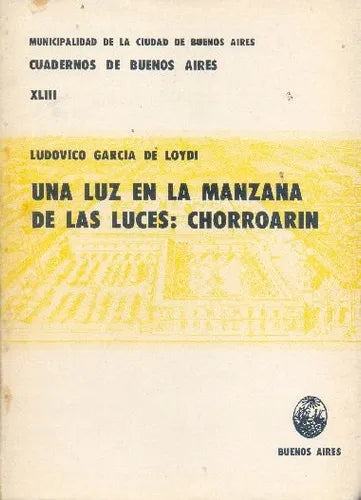 MUNICIPALIDAD DE LA CIUDAD DE BUENOS AIRES
CUADERNOS DE BUENOS AIRES
XLIII
LUDOVICO GARCIA DE LOYDI
UNA LUZ EN LA MANZANA
DE LAS LUCES: CHORROARIN
BUENOS AIRES